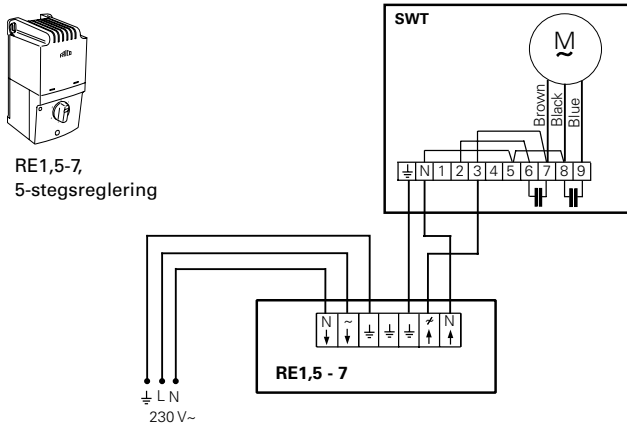 SWT
M
~
Brown
Black
Blue
FRICO
RE1,5-7,
5-stegsreglering
N 1 2 3 4 5 6 7 8 9
N ~ N
RE1,5 - 7
L N
230 V~